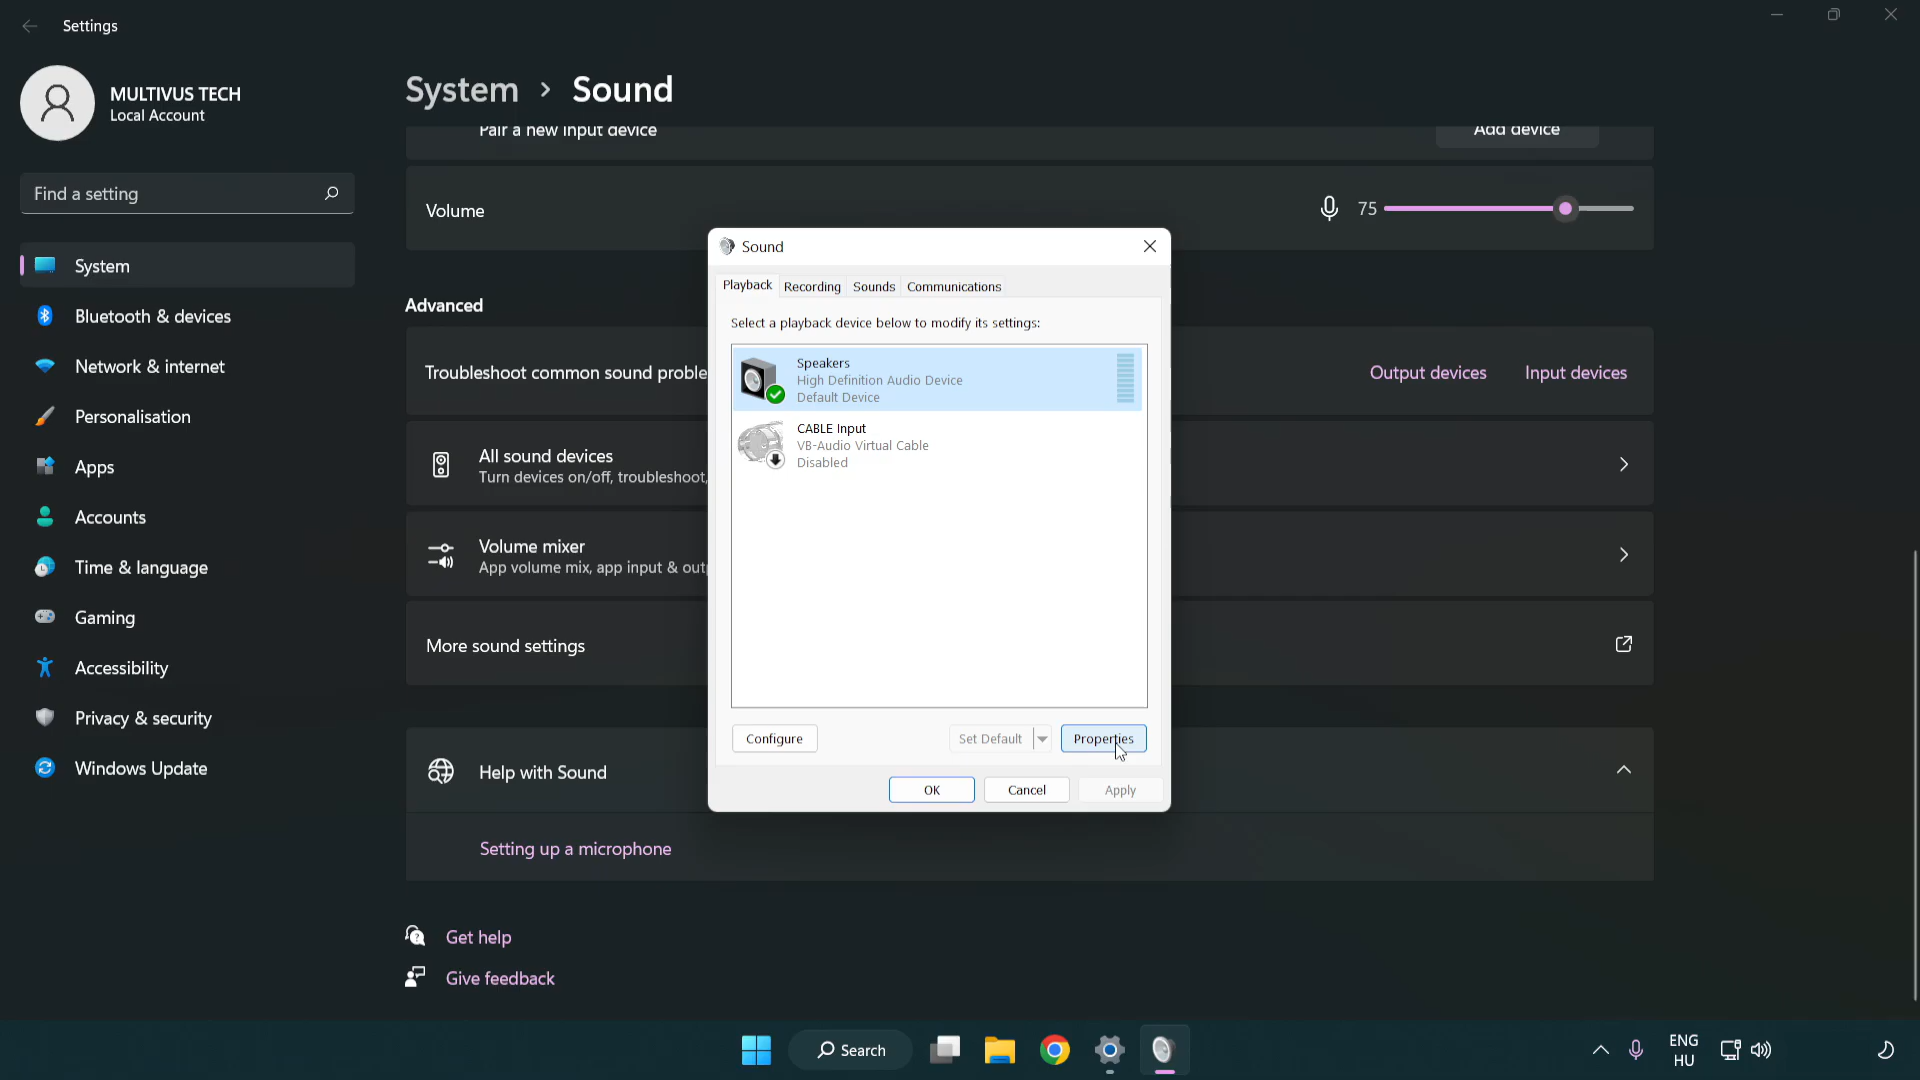 Settings
MULTIVUS TECH
Local Account
Find a setting
System
Bluetooth & devices
Network & internet
Personalisation
Apps
Accounts
Time & language
Gaming
Accessibility
Privacy & security
Windows Update
System › Sound
Pair a new input device
Add device
Volume
75
Advanced
Troubleshoot common sound proble
Output devices
Input devices
All sound devices
Turn devices on/off, troubleshoot,
Volume mixer
App volume mix, app input & out
More sound settings
Help with Sound
Setting up a microphone
Get help
Give feedback
Sound
Playback
Recording
Sounds
Communications
Select a playback device below to modify its settings:
Speakers
High Definition Audio Device
Default Device
CABLE Input
VB-Audio Virtual Cable
Disabled
Configure
Set Default
Properties
OK
Cancel
Apply
Search
ENG
HU